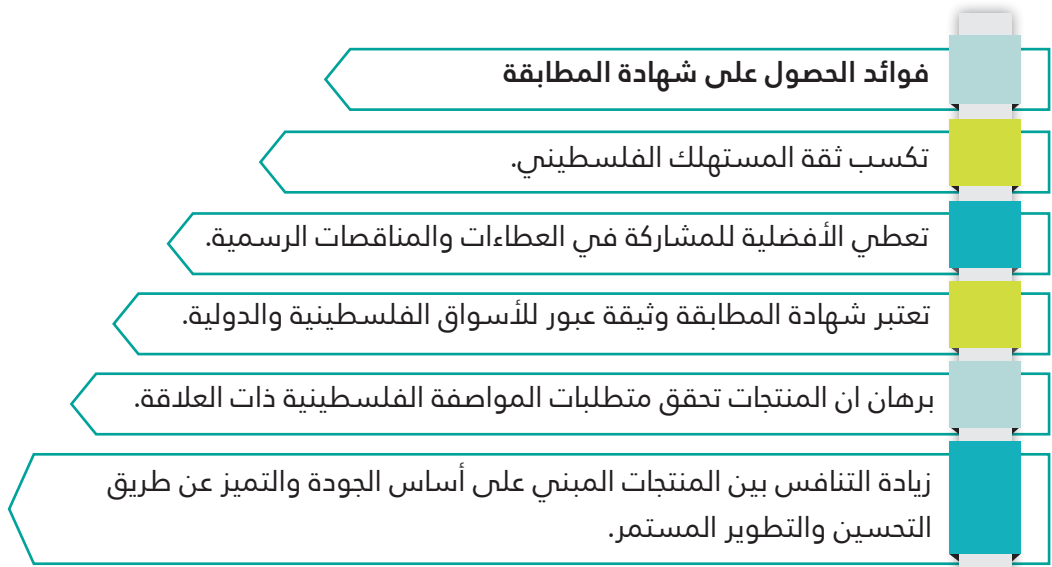 فوائد الحصول على شهادة المطابقة
تكسب ثقة المستهلك الفلسطيني.
تعطي الأفضلية للمشاركة في العطاءات والمناقصات الرسمية.
تعتبر شهادة المطابقة وثيقة عبور للأسواق الفلسطينية والدولية.
برهان ان المنتجات تحقق متطلبات المواصفة الفلسطينية ذات العلاقة.
زيادة التنافس بين المنتجات المبني على أساس الجودة والتميز عن طريق
التحسين والتطوير المستمر.